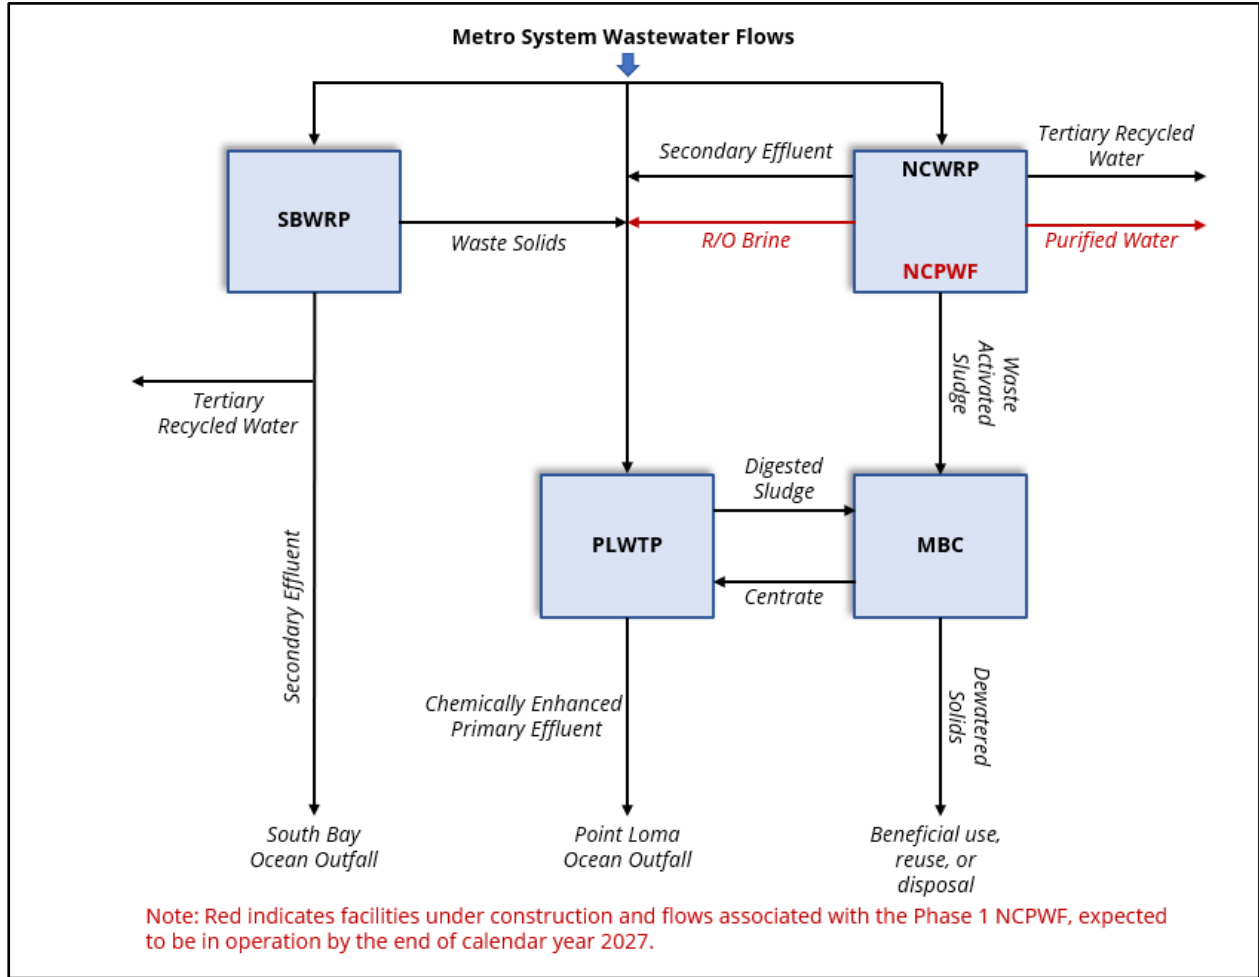 Metro System Wastewater Flows
Secondary Effluent
Tertiary Recycled
Water
NCWRP
SBWRP
Waste Solids
R/O Brine
Purified Water
NCPWF
Waste
Activated
Sludge
Tertiary
Recycled Water
Digested
Sludge
PLWTP
MBC
Centrate
Secondary Effluent
Chemically Enhanced
Primary Effluent
Dewatered
Solids
South Bay
Ocean Outfall
Point Loma
Ocean Outfall
Beneficial use,
reuse, or
disposal
Note: Red indicates facilities under construction and flows associated with the Phase 1 NCPWF, expected
to be in operation by the end of calendar year 2027.